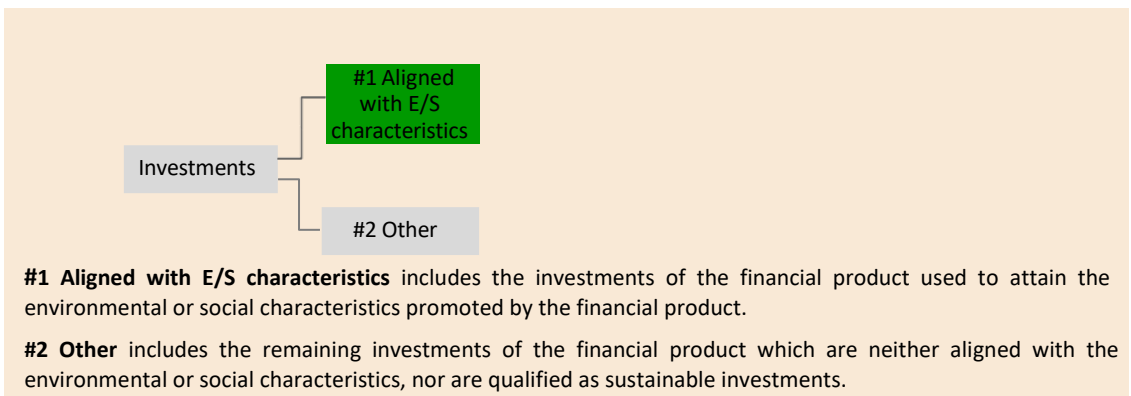 #1 Aligned
with E/S
characteristics
Investments
#2 Other
#1 Aligned with E/S characteristics includes the investments of the financial product used to attain the
environmental or social characteristics promoted by the financial product.
#2 Other includes the remaining investments of the financial product which are neither aligned with the
environmental or social characteristics, nor are qualified as sustainable investments.